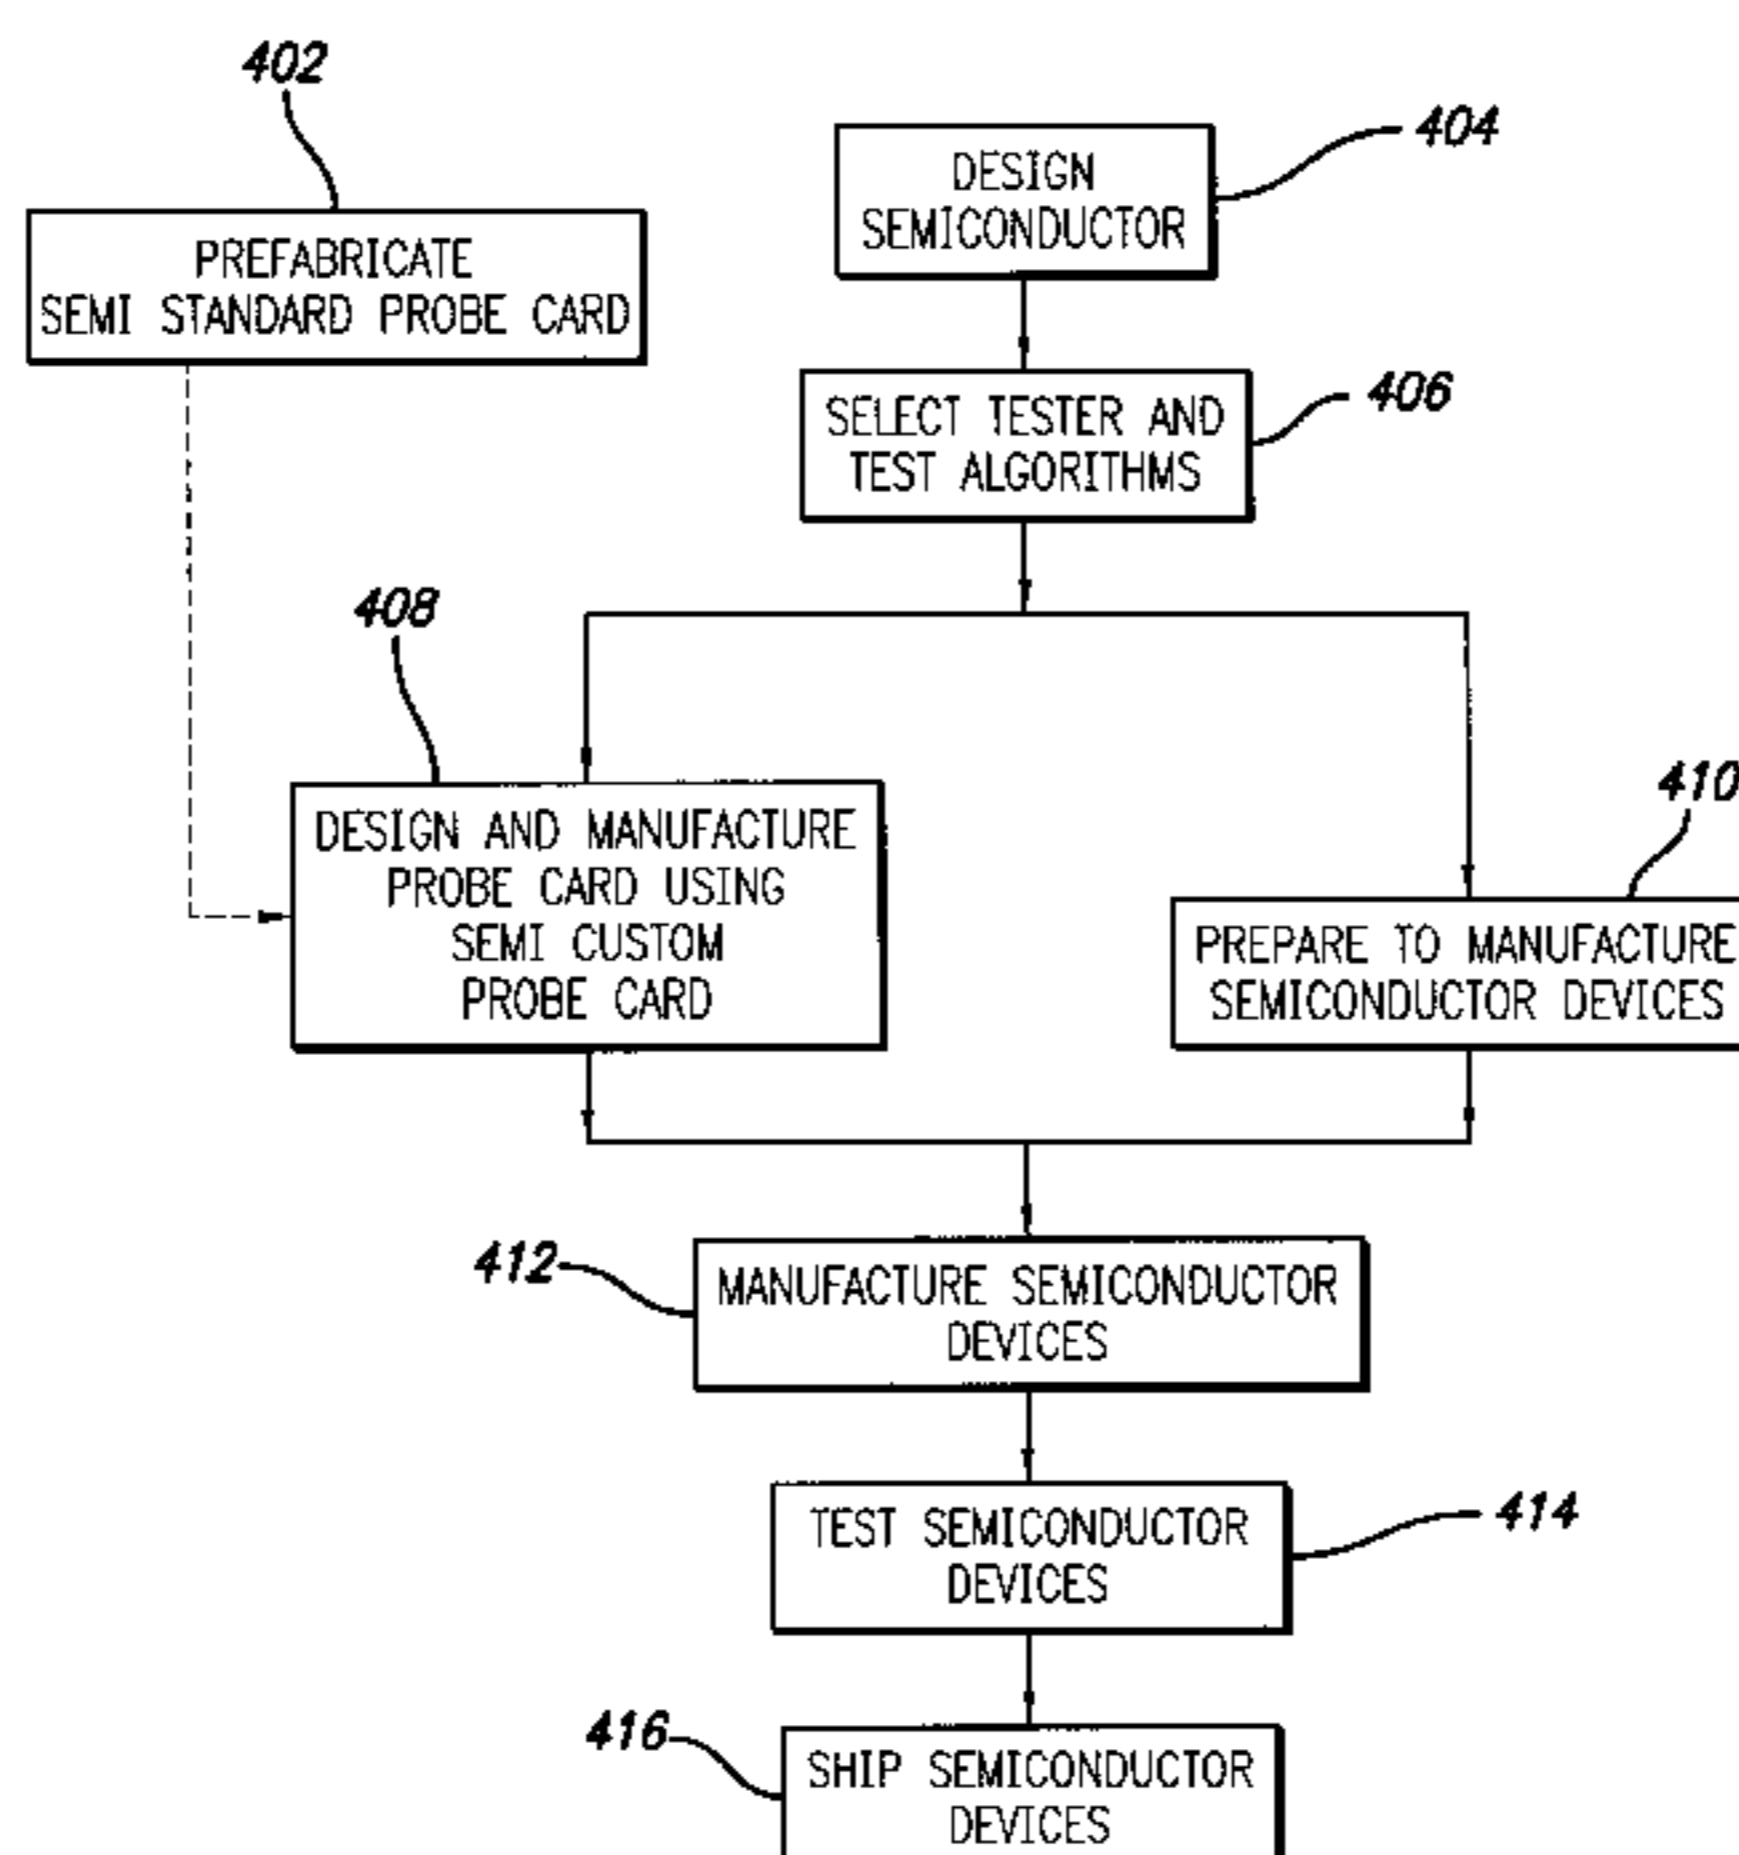 402
404
DESIGN
SEMICONDUCTOR
PREFABRICATE
SEMI STANDARD PROBE CARD
406
SELECT TESTER AND
TEST ALGORITHMS
408
410
DESIGN AND MANUFACTURE
PROBE CARD USING
SEMI CUSTOM
PROBE CARD
PREPARE TO MANUFACTURE
SEMICONDUCTOR DEVICES
412
MANUFACTURE SEMICONDUCTOR
DEVICES
414
TEST SEMICONDUCTOR
DEVICES
416
SHIP SEMICONDUCTOR
DEVICES